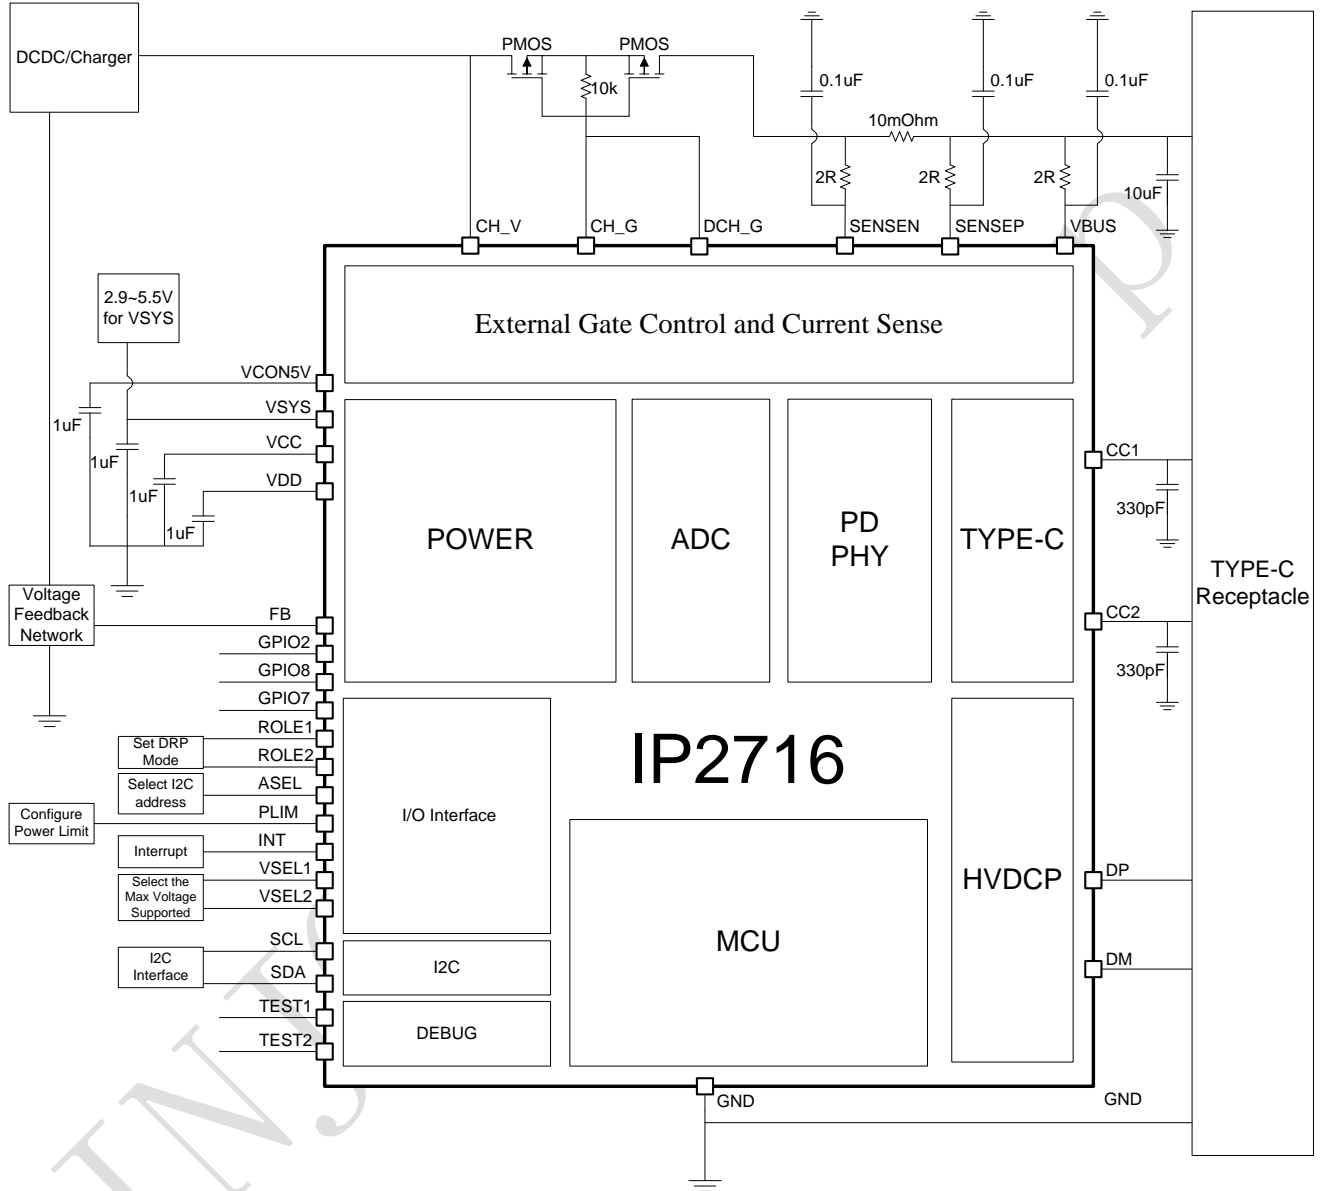 DCDC/Charger
PMOS
PMOS
10k
0.1uF
0.1uF
0.1uF
10mOhm
2R
2R
2R
10uF
CH_V
CH_G
DCH_G
SENSEN
SENSEP
VBUS
2.9~5.5V
for VSYS
External Gate Control and Current Sense
VCON5V
VSYS
VCC
VDD
1uF
1uF
1uF
1uF
POWER
ADC
PD
PHY
TYPE-C
CC1
330pF
CC2
330pF
TYPE-C
Receptacle
Voltage
Feedback
Network
FB
GPIO2
GPIO8
GPIO7
ROLE1
Set DRP
Mode
ROLE2
Select I2C
address
ASEL
Configure
Power Limit
PLIM
Interrupt
INT
VSEL1
Select the
Max Voltage
Supported
VSEL2
I2C
Interface
SCL
SDA
TEST1
TEST2
I/O Interface
I2C
DEBUG
IP2716
MCU
HVDCP
DP
DM
GND
GND
INJ
p